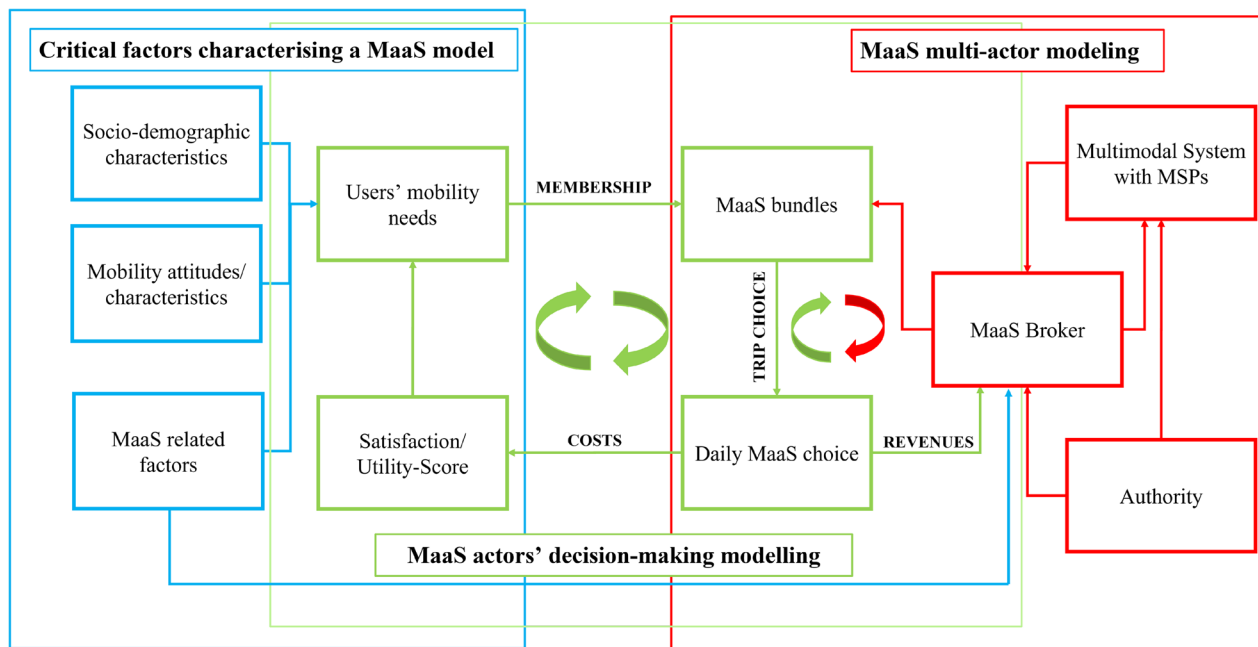 Critical factors characterising a MaaS model
MaaS multi-actor modeling
Socio-demographic
characteristics
Mobility attitudes/
characteristics
MaaS related
factors
Users' mobility
needs
MEMBERSHIP
MaaS bundles
TRIP CHOICE
Satisfaction/
Utility-Score
COSTS
Daily MaaS choice
REVENUES
Multimodal System
with MSPs
MaaS Broker
Authority
MaaS actors' decision-making modelling